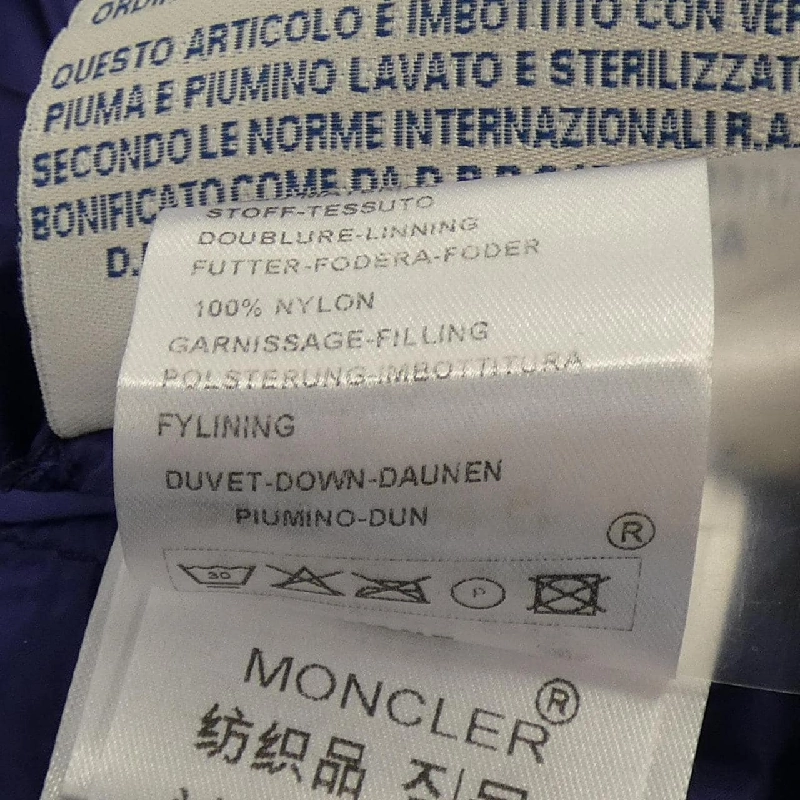 QUESTO ARTICOLO È IMBOTTITO CON VER
PIUMA E PIUMINO LAVATO E STERILIZZAT
SECONDO LE NORME INTERNAZIONALI R.A.
BONIFICATO COME DA D.P.R.
STOFF-TESSUTO
DOUBLURE-LINNING
FUTTER-FODERA-FODER
100% NYLON
GARNISSAGE-FILLING
POLSTERUNG-IMBOTTITURA
FYLINING
DUVET-DOWN-DAUNEN
PIUMINO-DUN
®
30 P
MONCLER®
纺织品